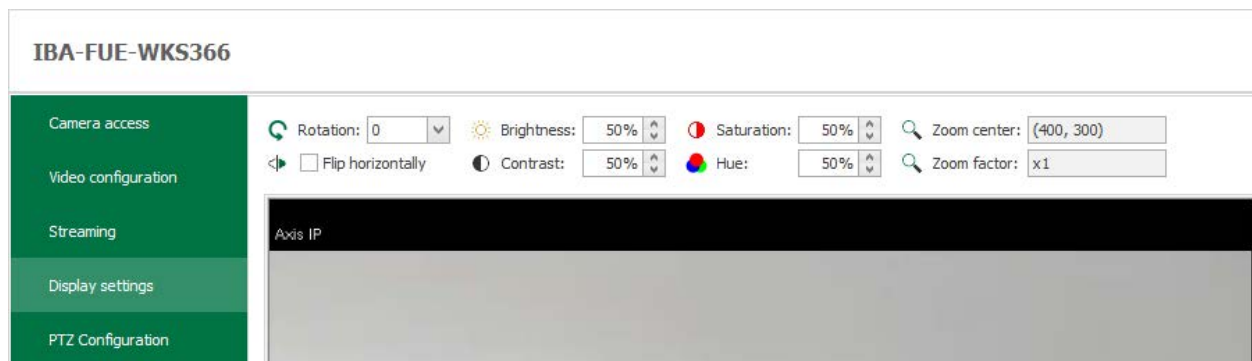 IBA-FUE-WKS366
Camera access
Video configuration
Streaming
Display settings
PTZ Configuration
Rotation: 0 Brightness: 50% Saturation: 50% Zoom center: (400, 300)
Flip horizontally Contrast: 50% Hue: 50% Zoom factor: x1
Axis IP